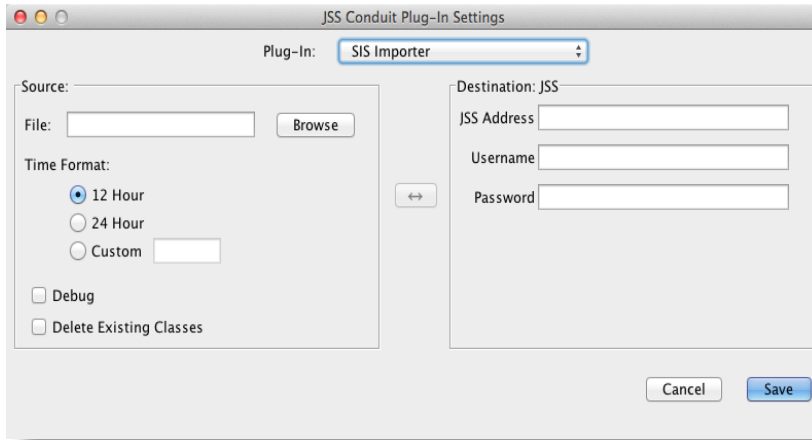 JSS Conduit Plug-In Settings
Plug-In: SIS Importer
Source:
File: Browse
Time Format:
12 Hour
24 Hour
Custom
Debug
Delete Existing Classes
Destination: JSS
JSS Address
Username
Password
Cancel Save